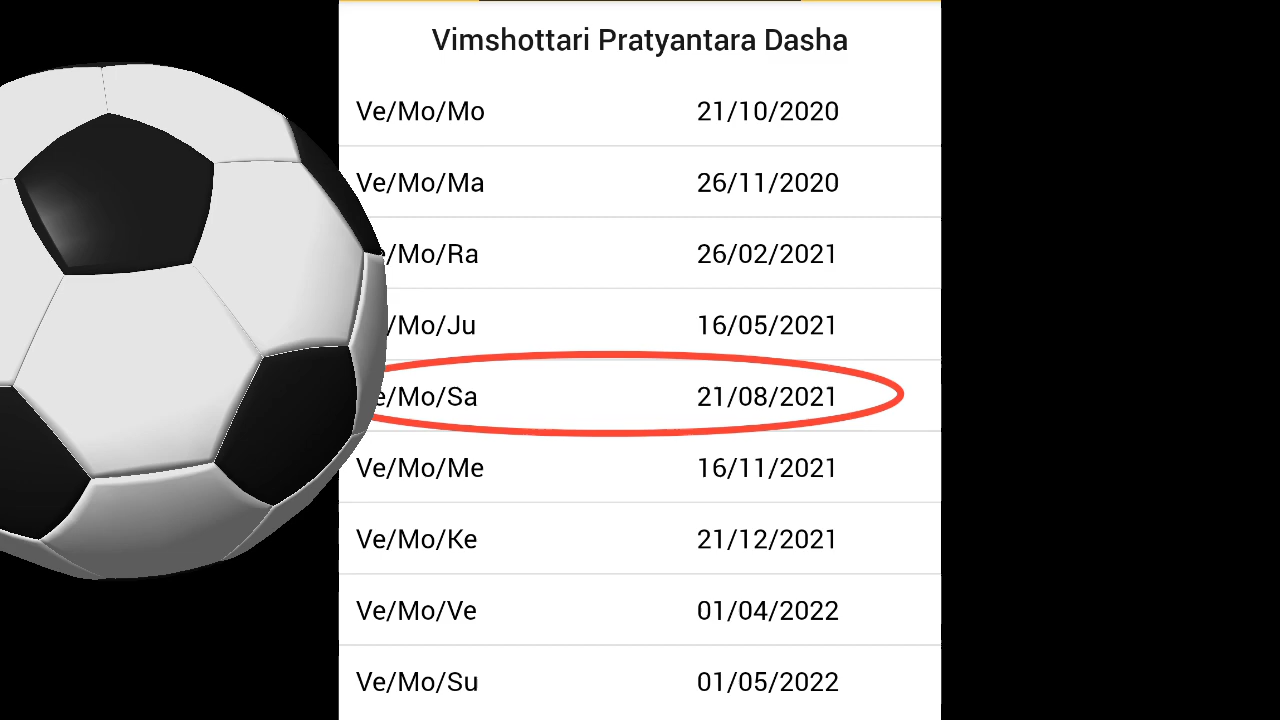 Vimshottari Pratyantara Dasha
Ve/Mo/Mo 21/10/2020
Ve/Mo/Ma 26/11/2020
e/Mo/Ra 26/02/2021
/Mo/Ju 16/05/2021
e/Mo/Sa 21/08/2021
Ve/Mo/Me 16/11/2021
Ve/Mo/Ke 21/12/2021
Ve/Mo/Ve 01/04/2022
Ve/Mo/Su 01/05/2022